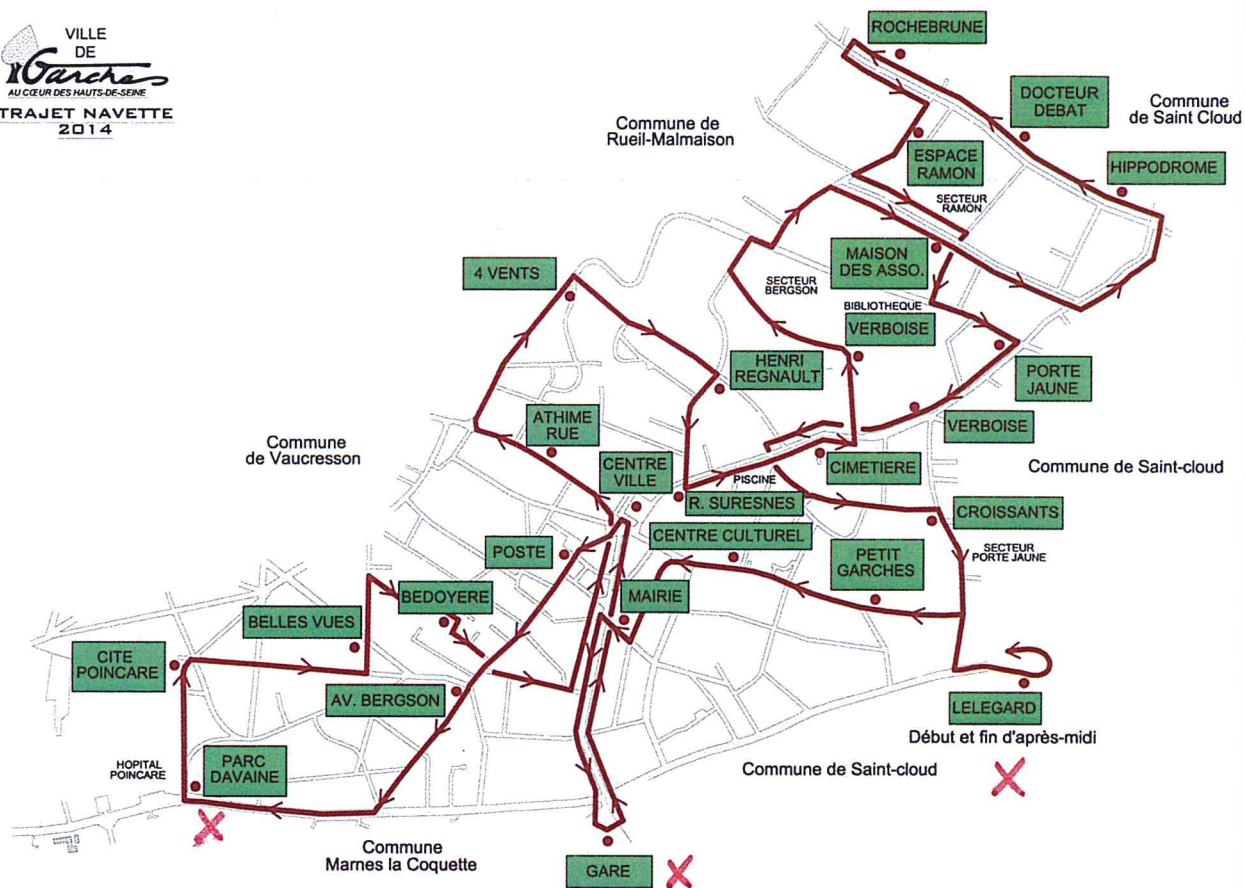 VILLE
DE
Garches
AU CŒUR DES HAUTS-DE-SEINE
TRAJET NAVETTE
2014
ROCHEBRUNE
DOCTEUR
DEBAT
Commune
de Saint Cloud
Commune de
Rueil-Malmaison
ESPACE
RAMON
HIPPODROME
SECTEUR
RAMON
MAISON
DES ASSO.
4 VENTS
SECTEUR
BERGSON
BIBLIOTHEQUE
VERBOISE
HENRI
REGNAULT
PORTE
JAUNE
ATHIME
RUE
VERBOISE
Commune
de Vaucresson
CENTRE
VILLE
CIMETIERE
Commune de Saint-cloud
PISCINE
R. SURESNES
CROISSANTS
CENTRE CULTUREL
POSTE
PETIT
GARCHES
SECTEUR
PORTE JAUNE
BEDOYERE
MAIRIE
BELLES VUES
CITE
POINCARE
AV. BERGSON
LELEGARD
Début et fin d'après-midi
HOPITAL
POINCARE
PARC
DAVAINE
Commune de Saint-cloud
Commune
Marnes la Coquette
GARE